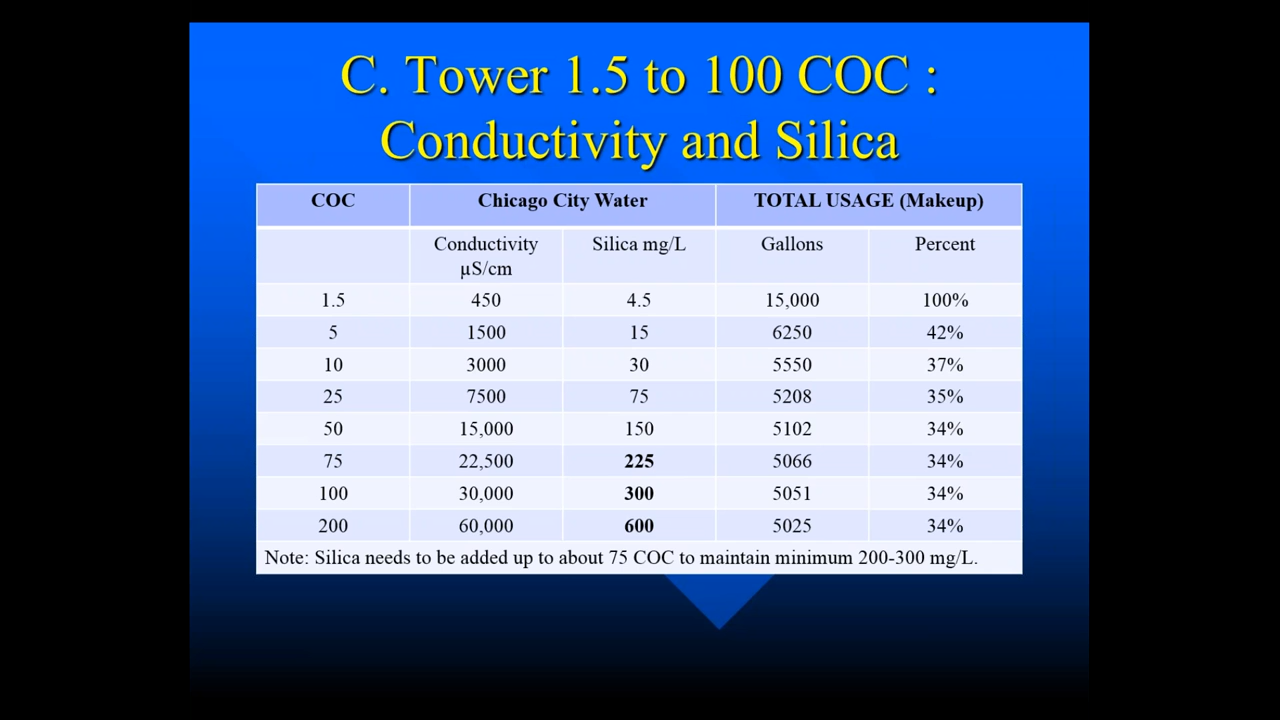 C. Tower 1.5 to 100 COC :
Conductivity and Silica
COC Chicago City Water TOTAL USAGE (Makeup)
Conductivity µS/cm Silica mg/L Gallons Percent
1.5 450 4.5 15,000 100%
5 1500 15 6250 42%
10 3000 30 5550 37%
25 7500 75 5208 35%
50 15,000 150 5102 34%
75 22,500 225 5066 34%
100 30,000 300 5051 34%
200 60,000 600 5025 34%
Note: Silica needs to be added up to about 75 COC to maintain minimum 200-300 mg/L.